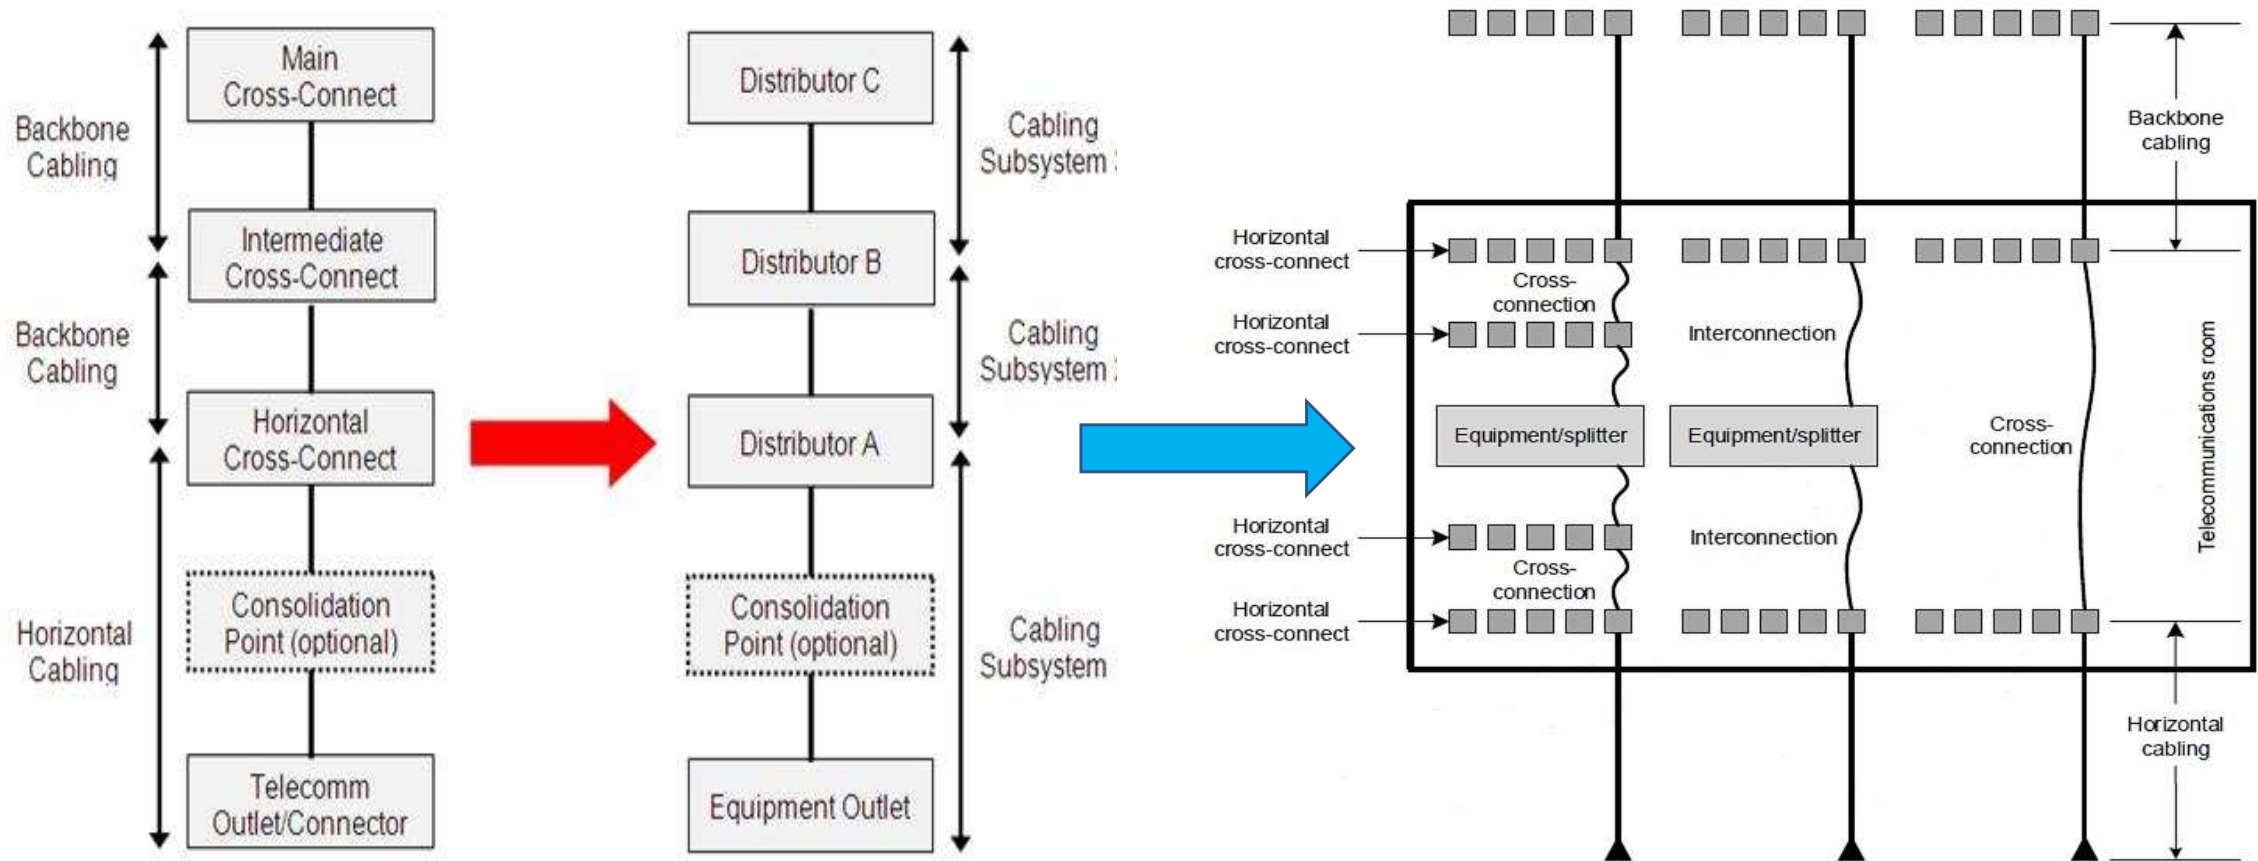 Main
Cross-Connect
Backbone
Cabling
Intermediate
Cross-Connect
Backbone
Cabling
Horizontal
Cross-Connect
Consolidation
Point (optional)
Horizontal
Cabling
Telecomm
Outlet/Connector
Distributor C
Cabling
Subsystem
Distributor B
Cabling
Subsystem
Distributor A
Consolidation
Point (optional)
Cabling
Subsystem
Equipment Outlet
Backbone
cabling
Horizontal
cross-connect
Cross-
connection
Horizontal
cross-connect
Interconnection
Equipment/splitter
Equipment/splitter
Cross-
connection
Telecommunications room
Horizontal
cross-connect
Interconnection
Cross-
connection
Horizontal
cross-connect
Horizontal
cabling